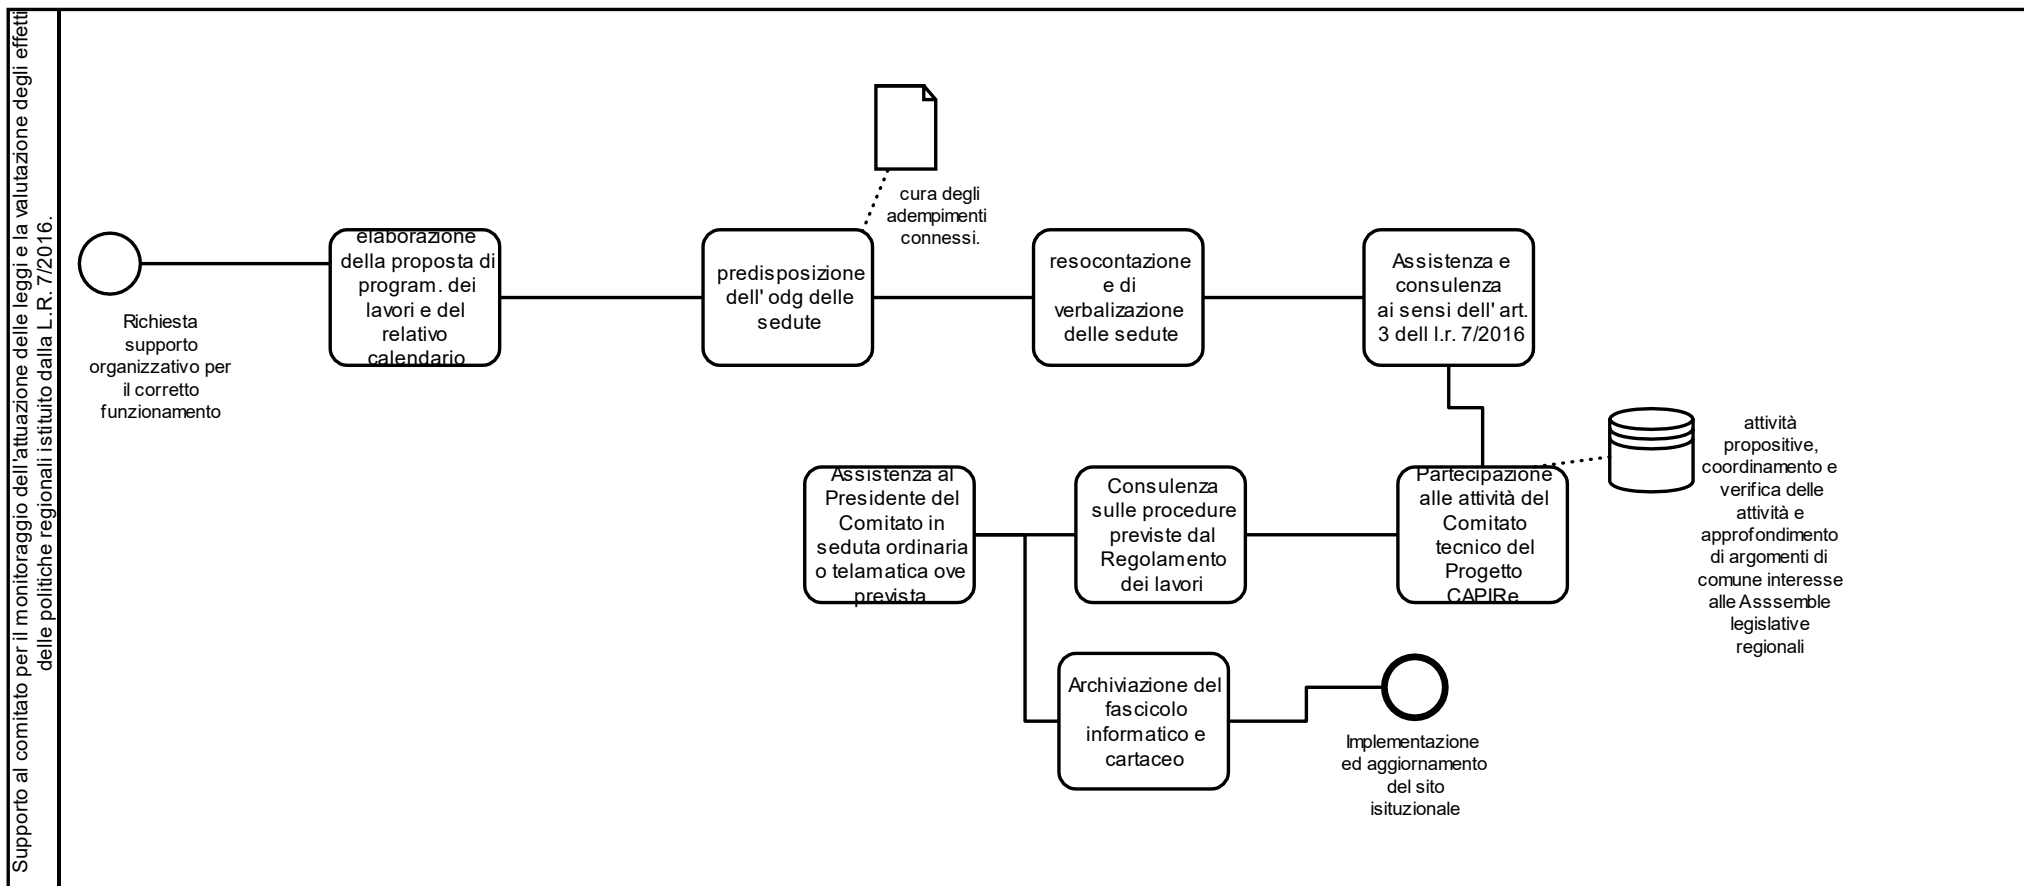 Supporto al comitato per il monitoraggio dell'attuazione delle leggi e la valutazione degli effetti
delle politiche regionali istituito dalla L.R. 7/2016.
cura degli
adempimenti
connessi.
Richiesta
supporto
organizzativo per
il corretto
funzionamento
elaborazione
della proposta di
program. dei
lavori e del
relativo
calendario
predisposizione
dell' odg delle
sedute
resocontazione
e di
verbalizazione
delle sedute
Assistenza e
consulenza
ai sensi dell' art.
3 dell l.r. 7/2016
attività
propositive,
coordinamento e
verifica delle
attività e
approfondimento
di argomenti di
comune interesse
alle Asssemble
legislative
regionali
Partecipazione
alle attività del
Comitato
tecnico del
Progetto
CAPIRe
Consulenza
sulle procedure
previste dal
Regolamento
dei lavori
Assistenza al
Presidente del
Comitato in
seduta ordinaria
o telamatica ove
prevista
Archiviazione del
fascicolo
informatico e
cartaceo
Implementazione
ed aggiornamento
del sito
isituzionale